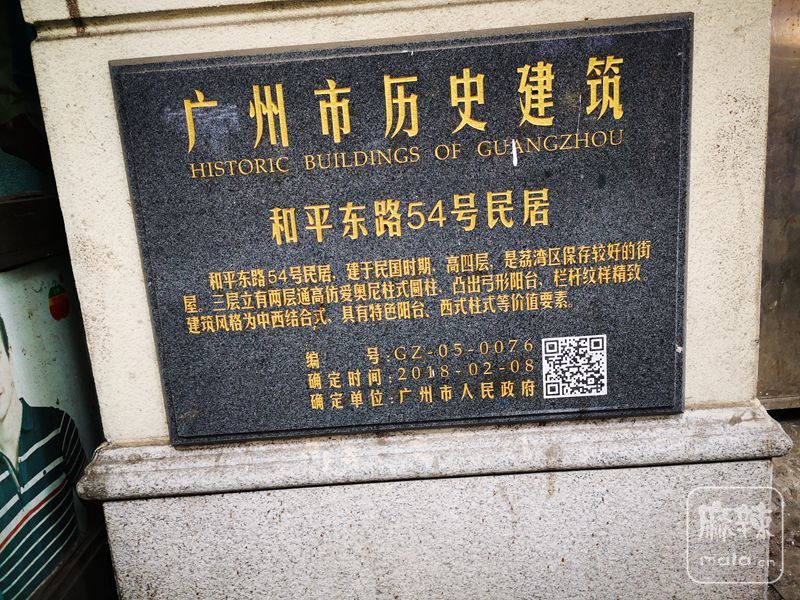 广州市历史建筑
HISTORIC BUILDINGS OF GUANGZHOU
和平东路54号民居
和平东路54号民居，建于民国时期，高四层，是荔湾区保存较好的街
屋。三层立有两层通高仿爱奥尼柱式圆柱，凸出弓形阳台，栏杆纹样精致。
建筑风格为中西结合式，具有特色阳台、西式柱式等价值要素。
编 号:GZ-05-0076
确定时间:2018-02-08
确定单位:广州市人民政府
麻辣
mala.cn